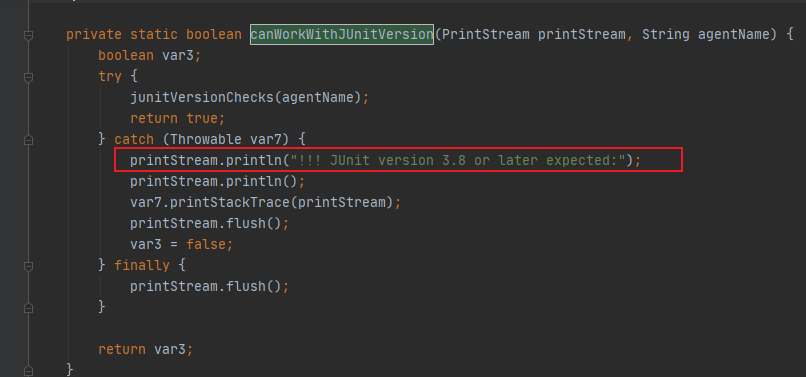 private static boolean canWorkWithJUnitVersion(PrintStream printStream, String agentName) {
boolean var3;
try {
junitVersionChecks(agentName);
return true;
} catch (Throwable var7) {
printStream.println("!!! JUnit version 3.8 or later expected:");
printStream.println();
var7.printStackTrace(printStream);
printStream.flush();
var3 = false;
} finally {
printStream.flush();
}
return var3;
}